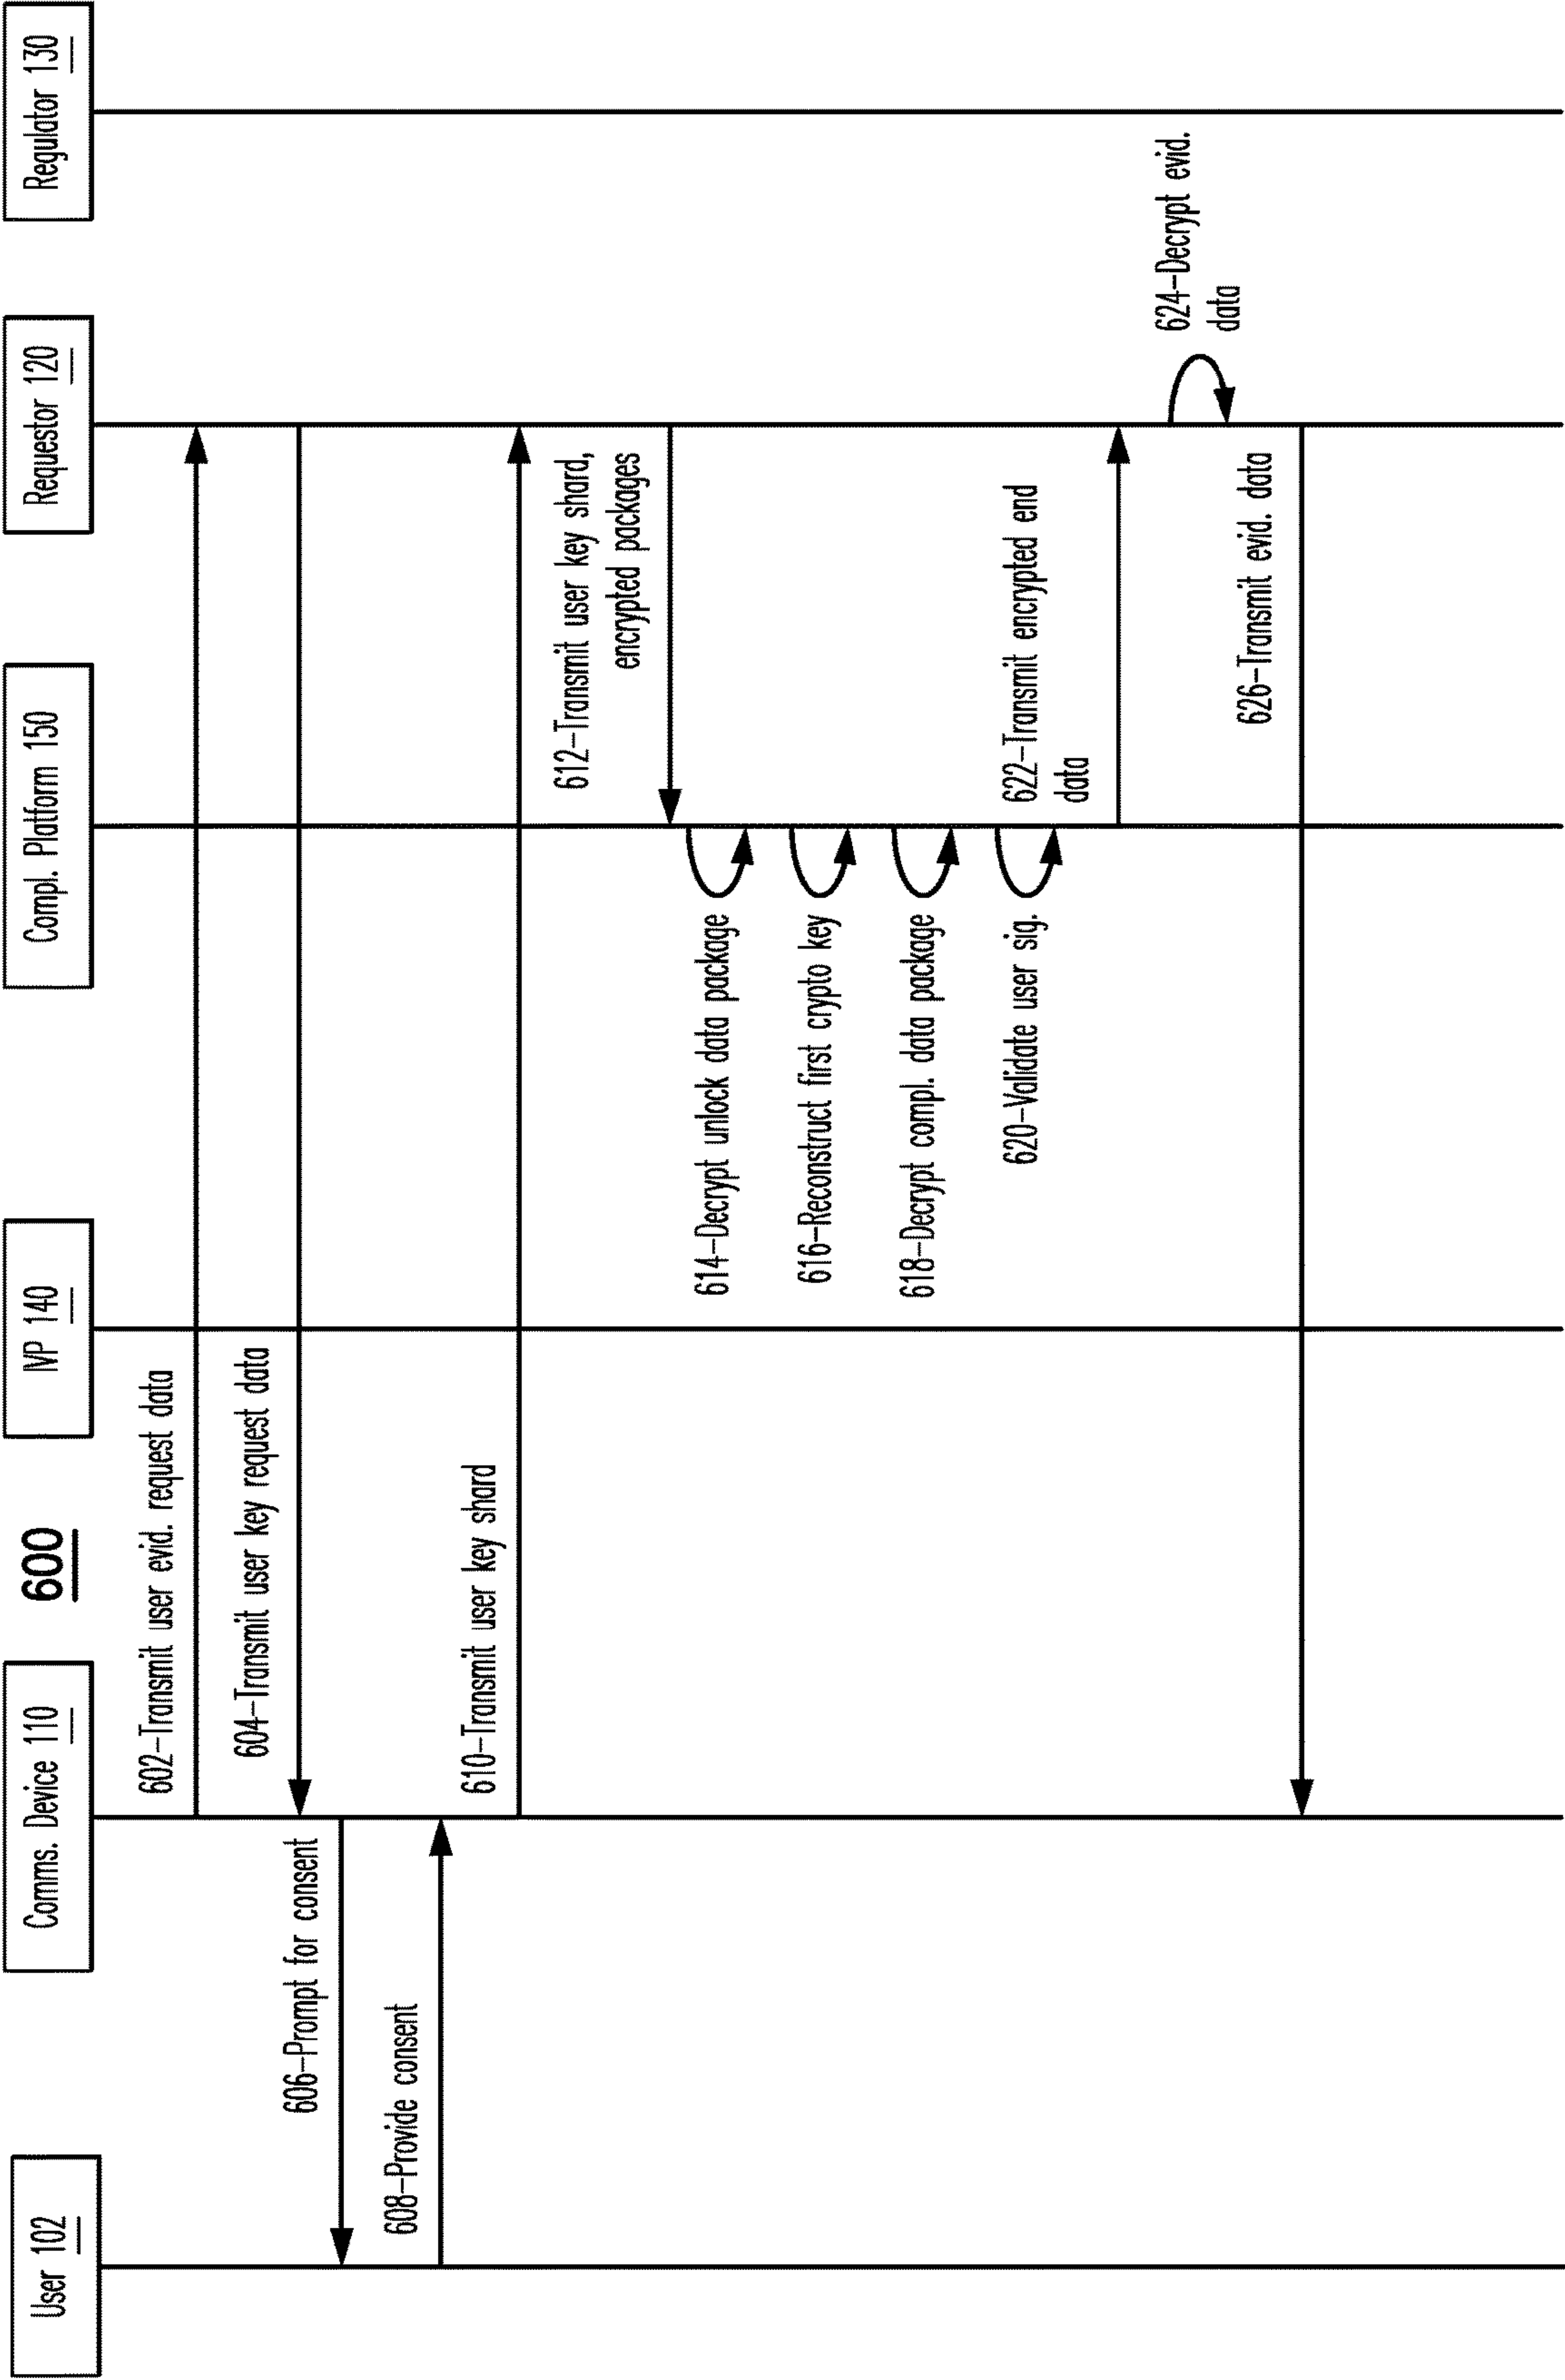 600
User 102
Comms. Device 110
IVP 140
Compl. Platform 150
Requestor 120
Regulator 130
602-Transmit user evid. request data
604-Transmit user key request data
606-Prompt for consent
608-Provide consent
610-Transmit user key shard
612-Transmit user key shard,
encrypted packages
614-Decrypt unlock data package
616-Reconstruct first crypto key
618-Decrypt compl. data package
620-Validate user sig.
622-Transmit encrypted end
data
624-Decrypt evid.
data
626-Transmit evid. data